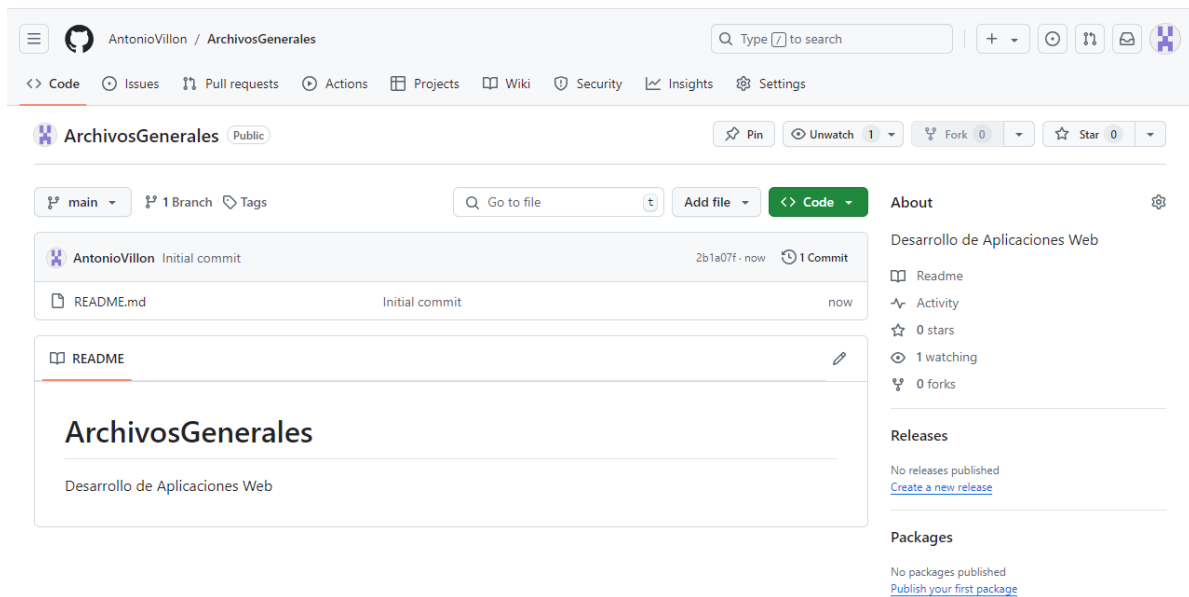 AntonioVillon / ArchivosGenerales
Type / to search
Code Issues Pull requests Actions Projects Wiki Security Insights Settings
ArchivosGenerales Public
Pin Unwatch 1 Fork 0 Star 0
main 1 Branch Tags Go to file t Add file Code
AntonioVillon Initial commit 2b1a07f · now 1 Commit
README.md Initial commit now
README
ArchivosGenerales
Desarrollo de Aplicaciones Web
About
Desarrollo de Aplicaciones Web
Readme
Activity
0 stars
1 watching
0 forks
Releases
No releases published
Create a new release
Packages
No packages published
Publish your first package